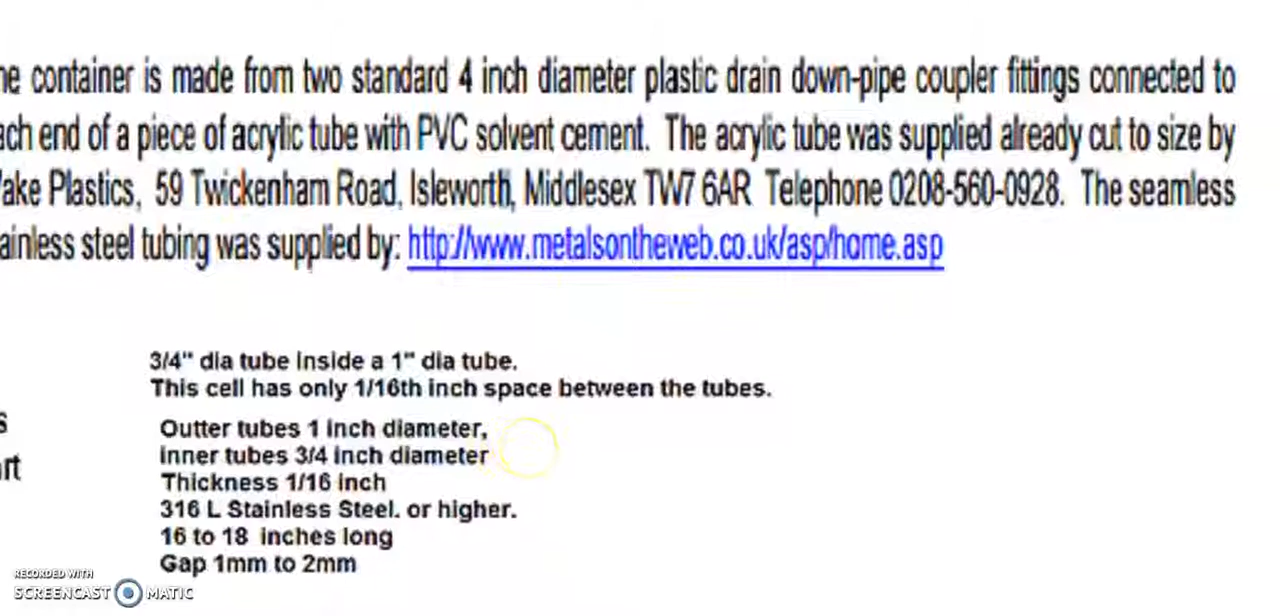 ne container is made from two standard 4 inch diameter plastic drain down-pipe coupler fittings connected to
ach end of a piece of acrylic tube with PVC solvent cement. The acrylic tube was supplied already cut to size by
ake Plastics, 59 Twickenham Road, Isleworth, Middlesex TW7 6AR Telephone 0208-560-0928. The seamless
ainless steel tubing was supplied by: http://www.metalsontheweb.co.uk/asp/home.asp
3/4" dia tube inside a 1" dia tube.
This cell has only 1/16th inch space between the tubes.
s
Outter tubes 1 inch diameter,
inner tubes 3/4 inch diameter
rt
Thickness 1/16 inch
316 L Stainless Steel. or higher.
16 to 18 inches long
Gap 1mm to 2mm
RECORDED WITH
SCREENCAST MATIC